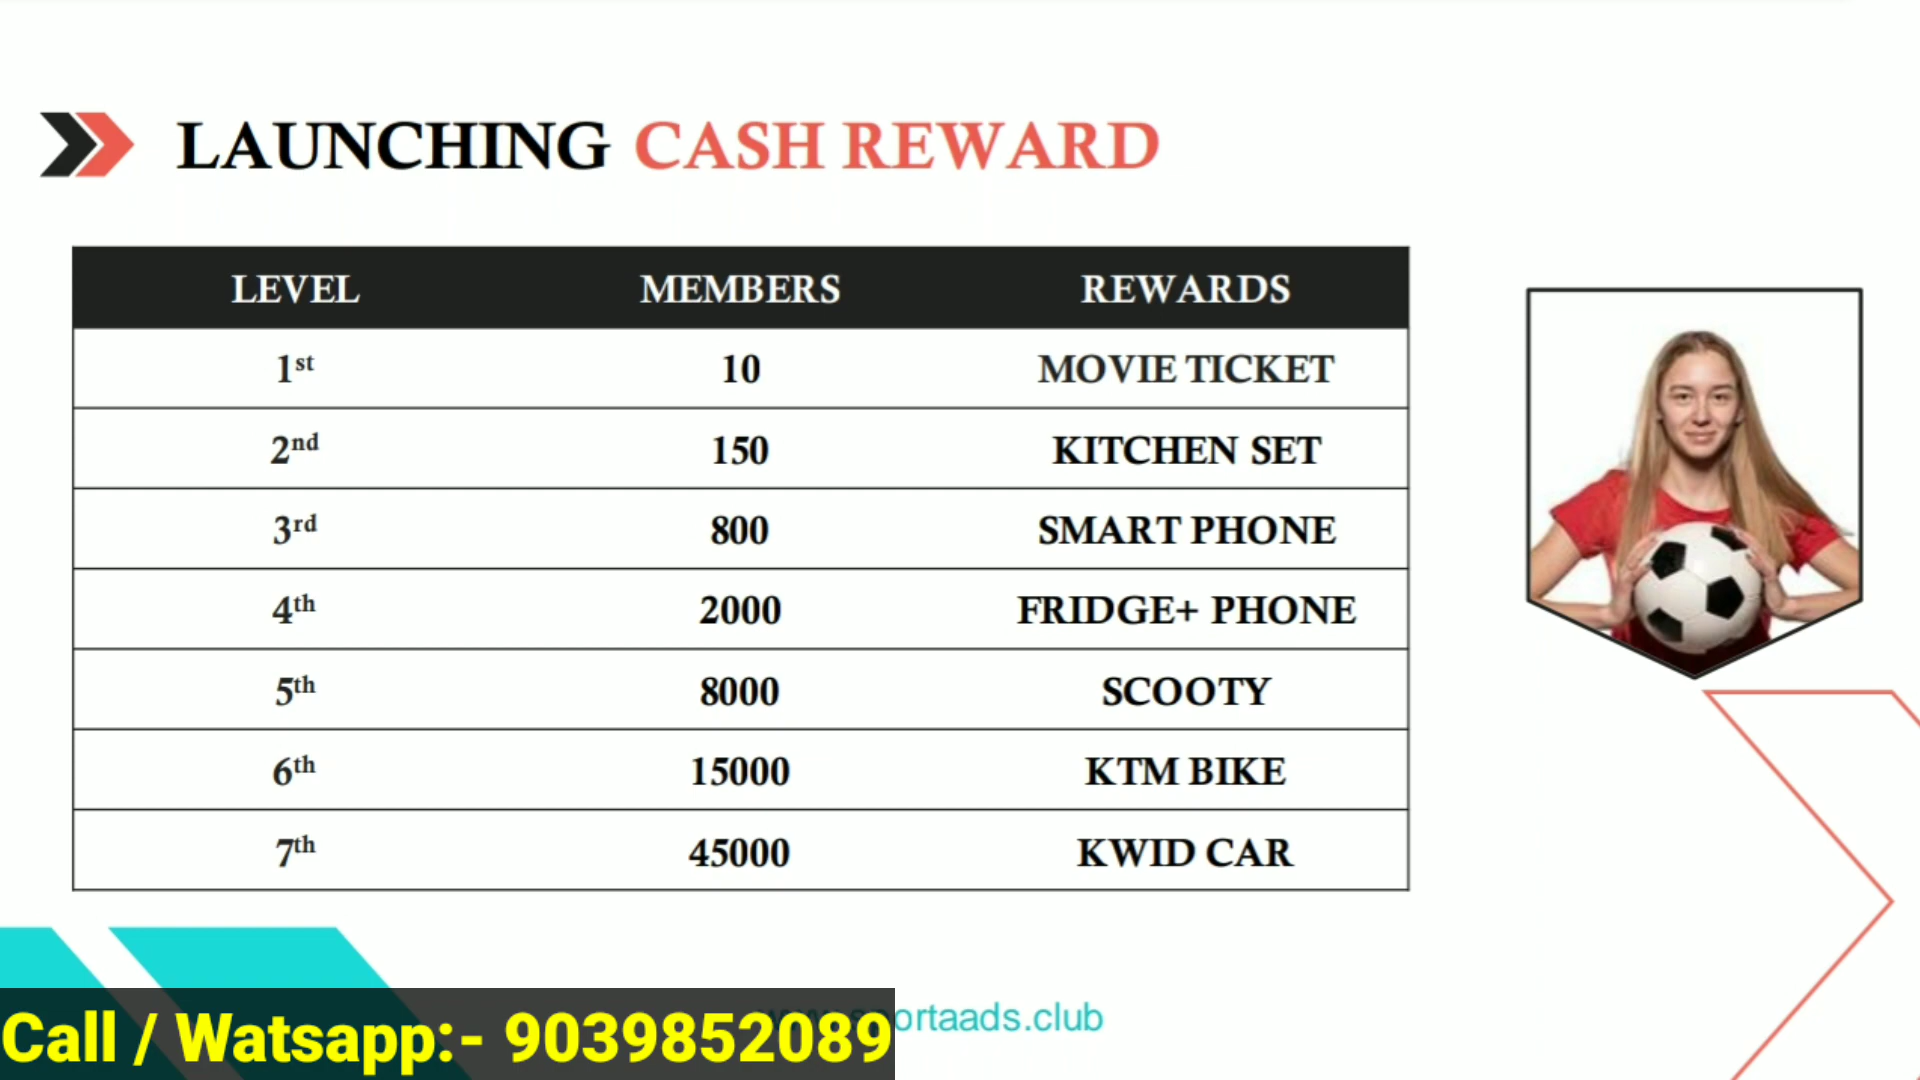 LAUNCHING CASH REWARD
LEVEL MEMBERS REWARDS
1st 10 MOVIE TICKET
2nd 150 KITCHEN SET
3rd 800 SMART PHONE
4th 2000 FRIDGE+ PHONE
5th 8000 SCOOTY
6th 15000 KTM BIKE
7th 45000 KWID CAR
ortaads.club
Call / Watsapp:- 9039852089